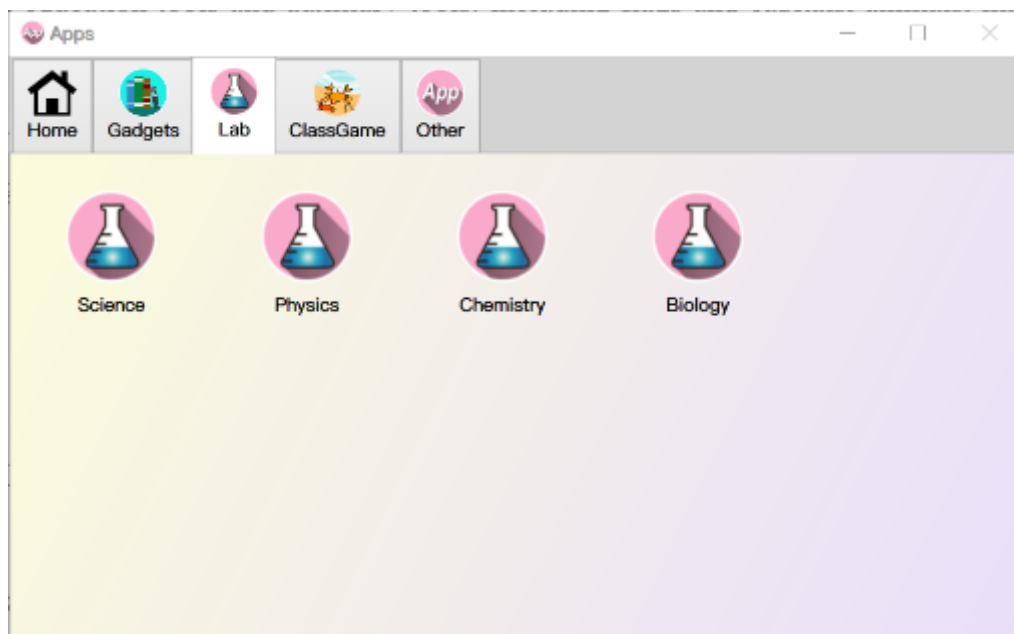 Apps
Home
Gadgets
Lab
ClassGame
App
Other
Science
Physics
Chemistry
Biology